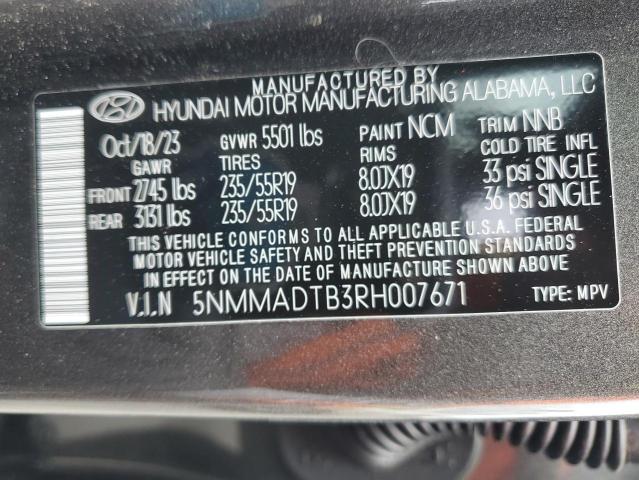 MANUFACTURED BY
HYUNDAI MOTOR MANUFACTURING ALABAMA, LLC
Oct/18/23 GVWR 5501 lbs PAINT NCM TRIM NNB
GAWR TIRES RIMS COLD TIRE INFL
FRONT 2745 lbs 235/55R19 8.0JX19 33 psi SINGLE
REAR 3131 lbs 235/55R19 8.0JX19 36 psi SINGLE
THIS VEHICLE CONFORMS TO ALL APPLICABLE U.S.A. FEDERAL
MOTOR VEHICLE SAFETY AND THEFT PREVENTION STANDARDS
IN EFFECT ON THE DATE OF MANUFACTURE SHOWN ABOVE
V.I.N 5NMMADTB3RH007671 TYPE: MPV